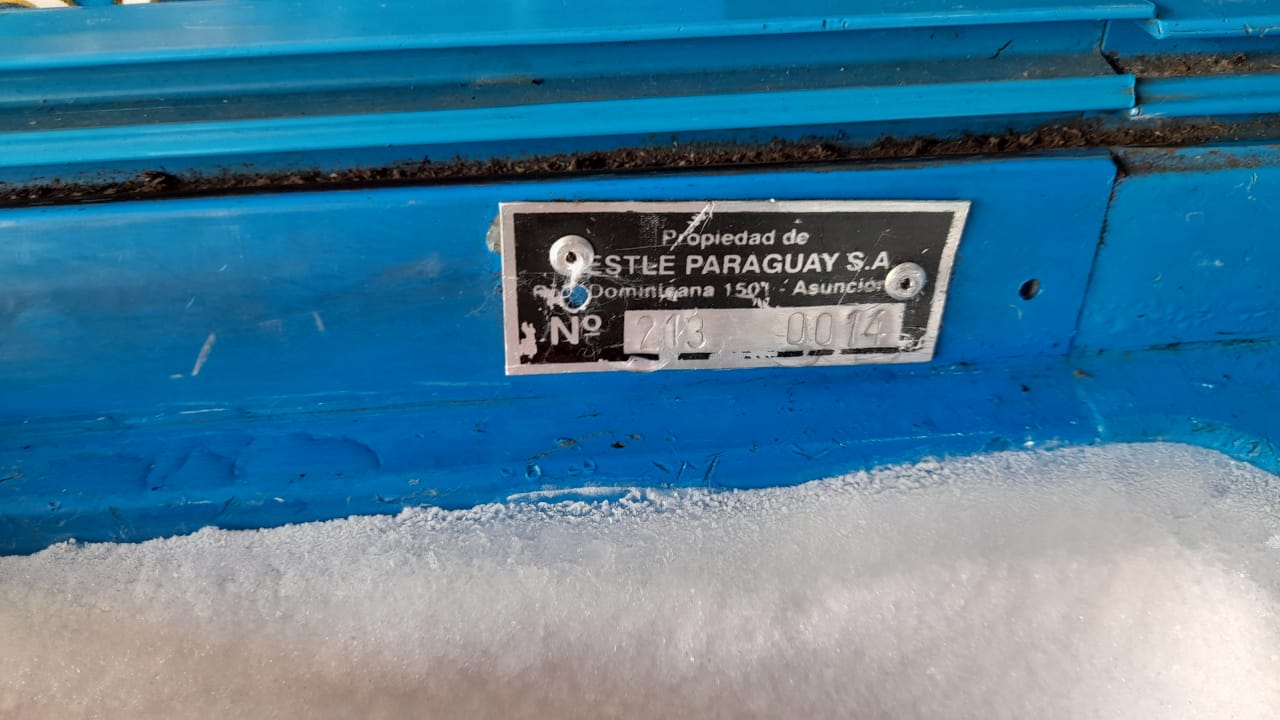 Propiedad de
ESTLE PARAGUAY S.A
Dominicana 1501 - Asunción
Nº 213 0014